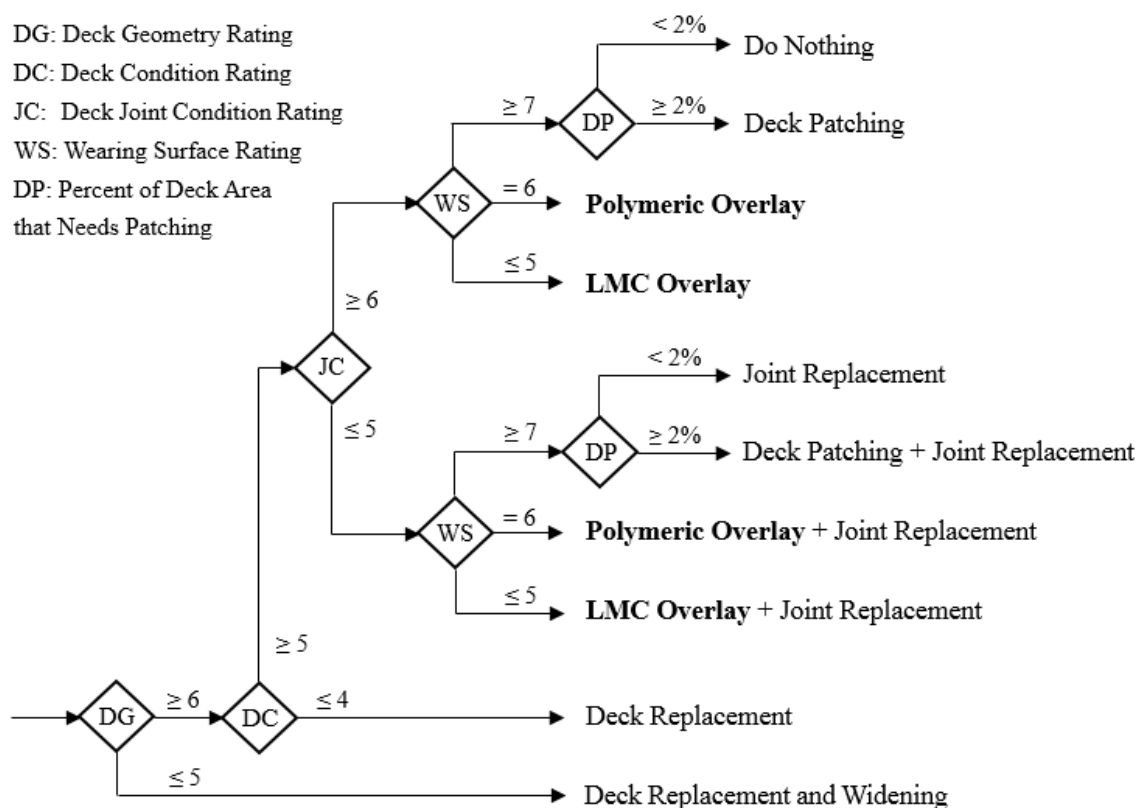 DG: Deck Geometry Rating
DC: Deck Condition Rating
JC: Deck Joint Condition Rating
WS: Wearing Surface Rating
DP: Percent of Deck Area
that Needs Patching
< 2%
Do Nothing
≥ 7
DP
≥ 2%
Deck Patching
WS
= 6
Polymeric Overlay
≤ 5
LMC Overlay
≥ 6
JC
< 2%
Joint Replacement
≤ 5
≥ 7
DP
≥ 2%
Deck Patching + Joint Replacement
WS
= 6
Polymeric Overlay + Joint Replacement
≤ 5
LMC Overlay + Joint Replacement
≥ 5
DG
≥ 6
DC
≤ 4
Deck Replacement
≤ 5
Deck Replacement and Widening